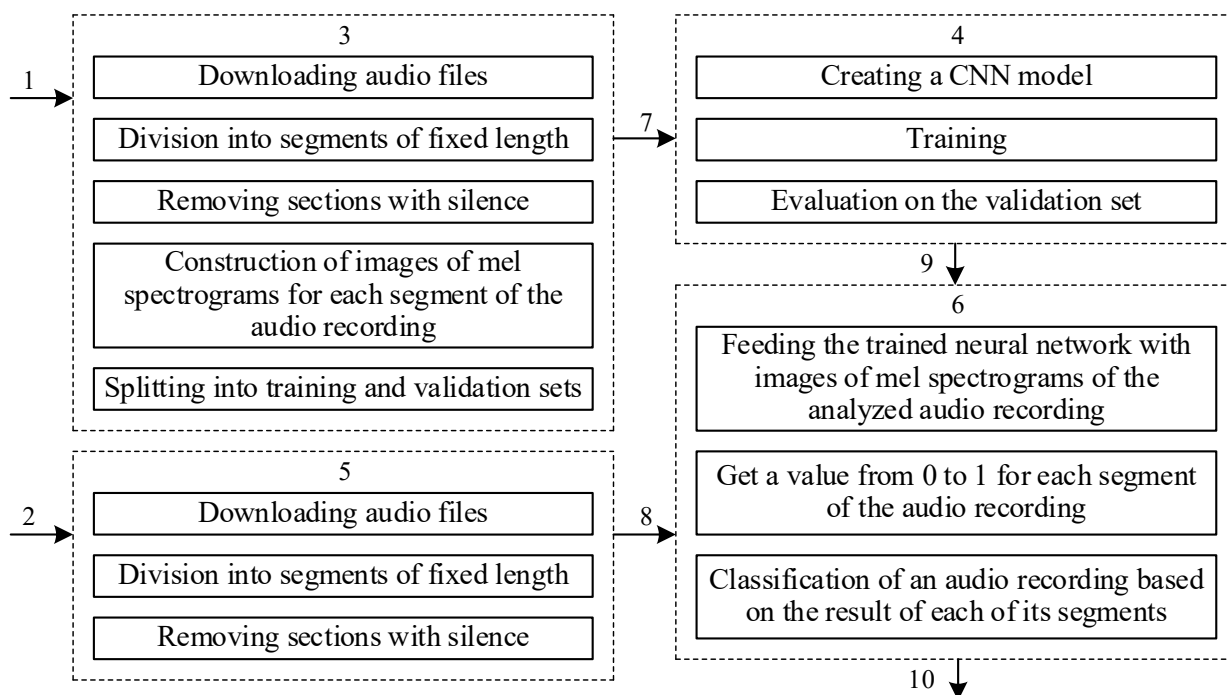 1
3
Downloading audio files
Division into segments of fixed length
Removing sections with silence
Construction of images of mel
spectrograms for each segment of the
audio recording
Splitting into training and validation sets
7
4
Creating a CNN model
Training
Evaluation on the validation set
9
2
5
Downloading audio files
Division into segments of fixed length
Removing sections with silence
8
6
Feeding the trained neural network with
images of mel spectrograms of the
analyzed audio recording
Get a value from 0 to 1 for each segment
of the audio recording
Classification of an audio recording based
on the result of each of its segments
10